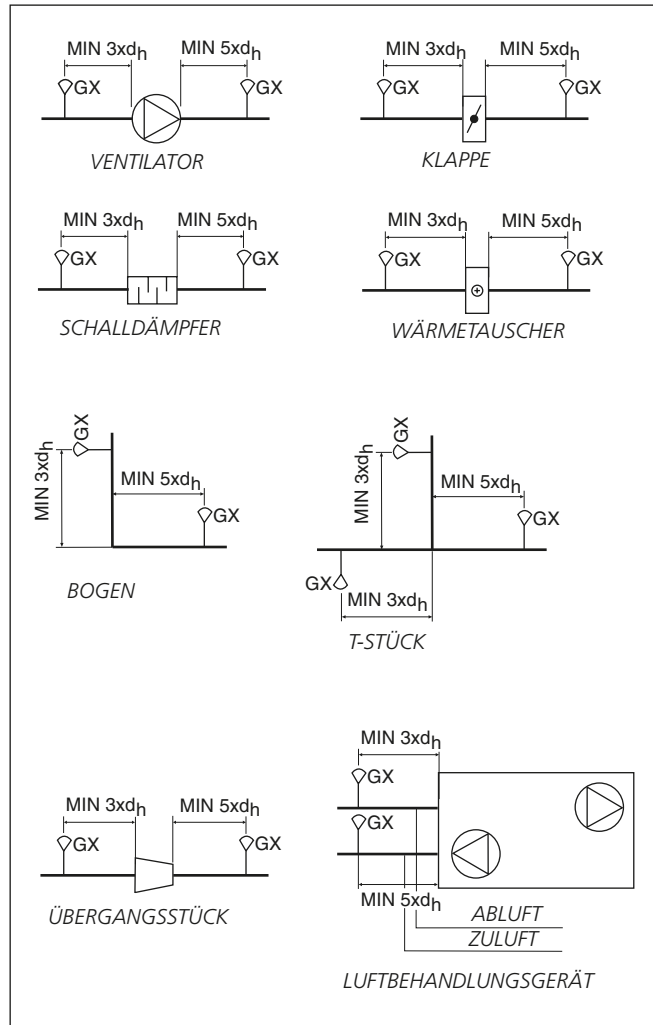 MIN 3xdh MIN 5xdh
GX GX
VENTILATOR
MIN 3xdh MIN 5xdh
GX GX
KLAPPE
MIN 3xdh MIN 5xdh
GX GX
SCHALLDÄMPFER
MIN 3xdh MIN 5xdh
GX GX
WÄRMETAUSCHER
GX
MIN 3xdh
MIN 5xdh
GX
BOGEN
GX
MIN 3xdh
MIN 5xdh
GX
GX
MIN 3xdh
T-STÜCK
MIN 3xdh MIN 5xdh
GX GX
ÜBERGANGSSTÜCK
MIN 3xdh
GX
GX
MIN 5xdh
ABLUFT
ZULUFT
LUFTBEHANDLUNGSGERÄT